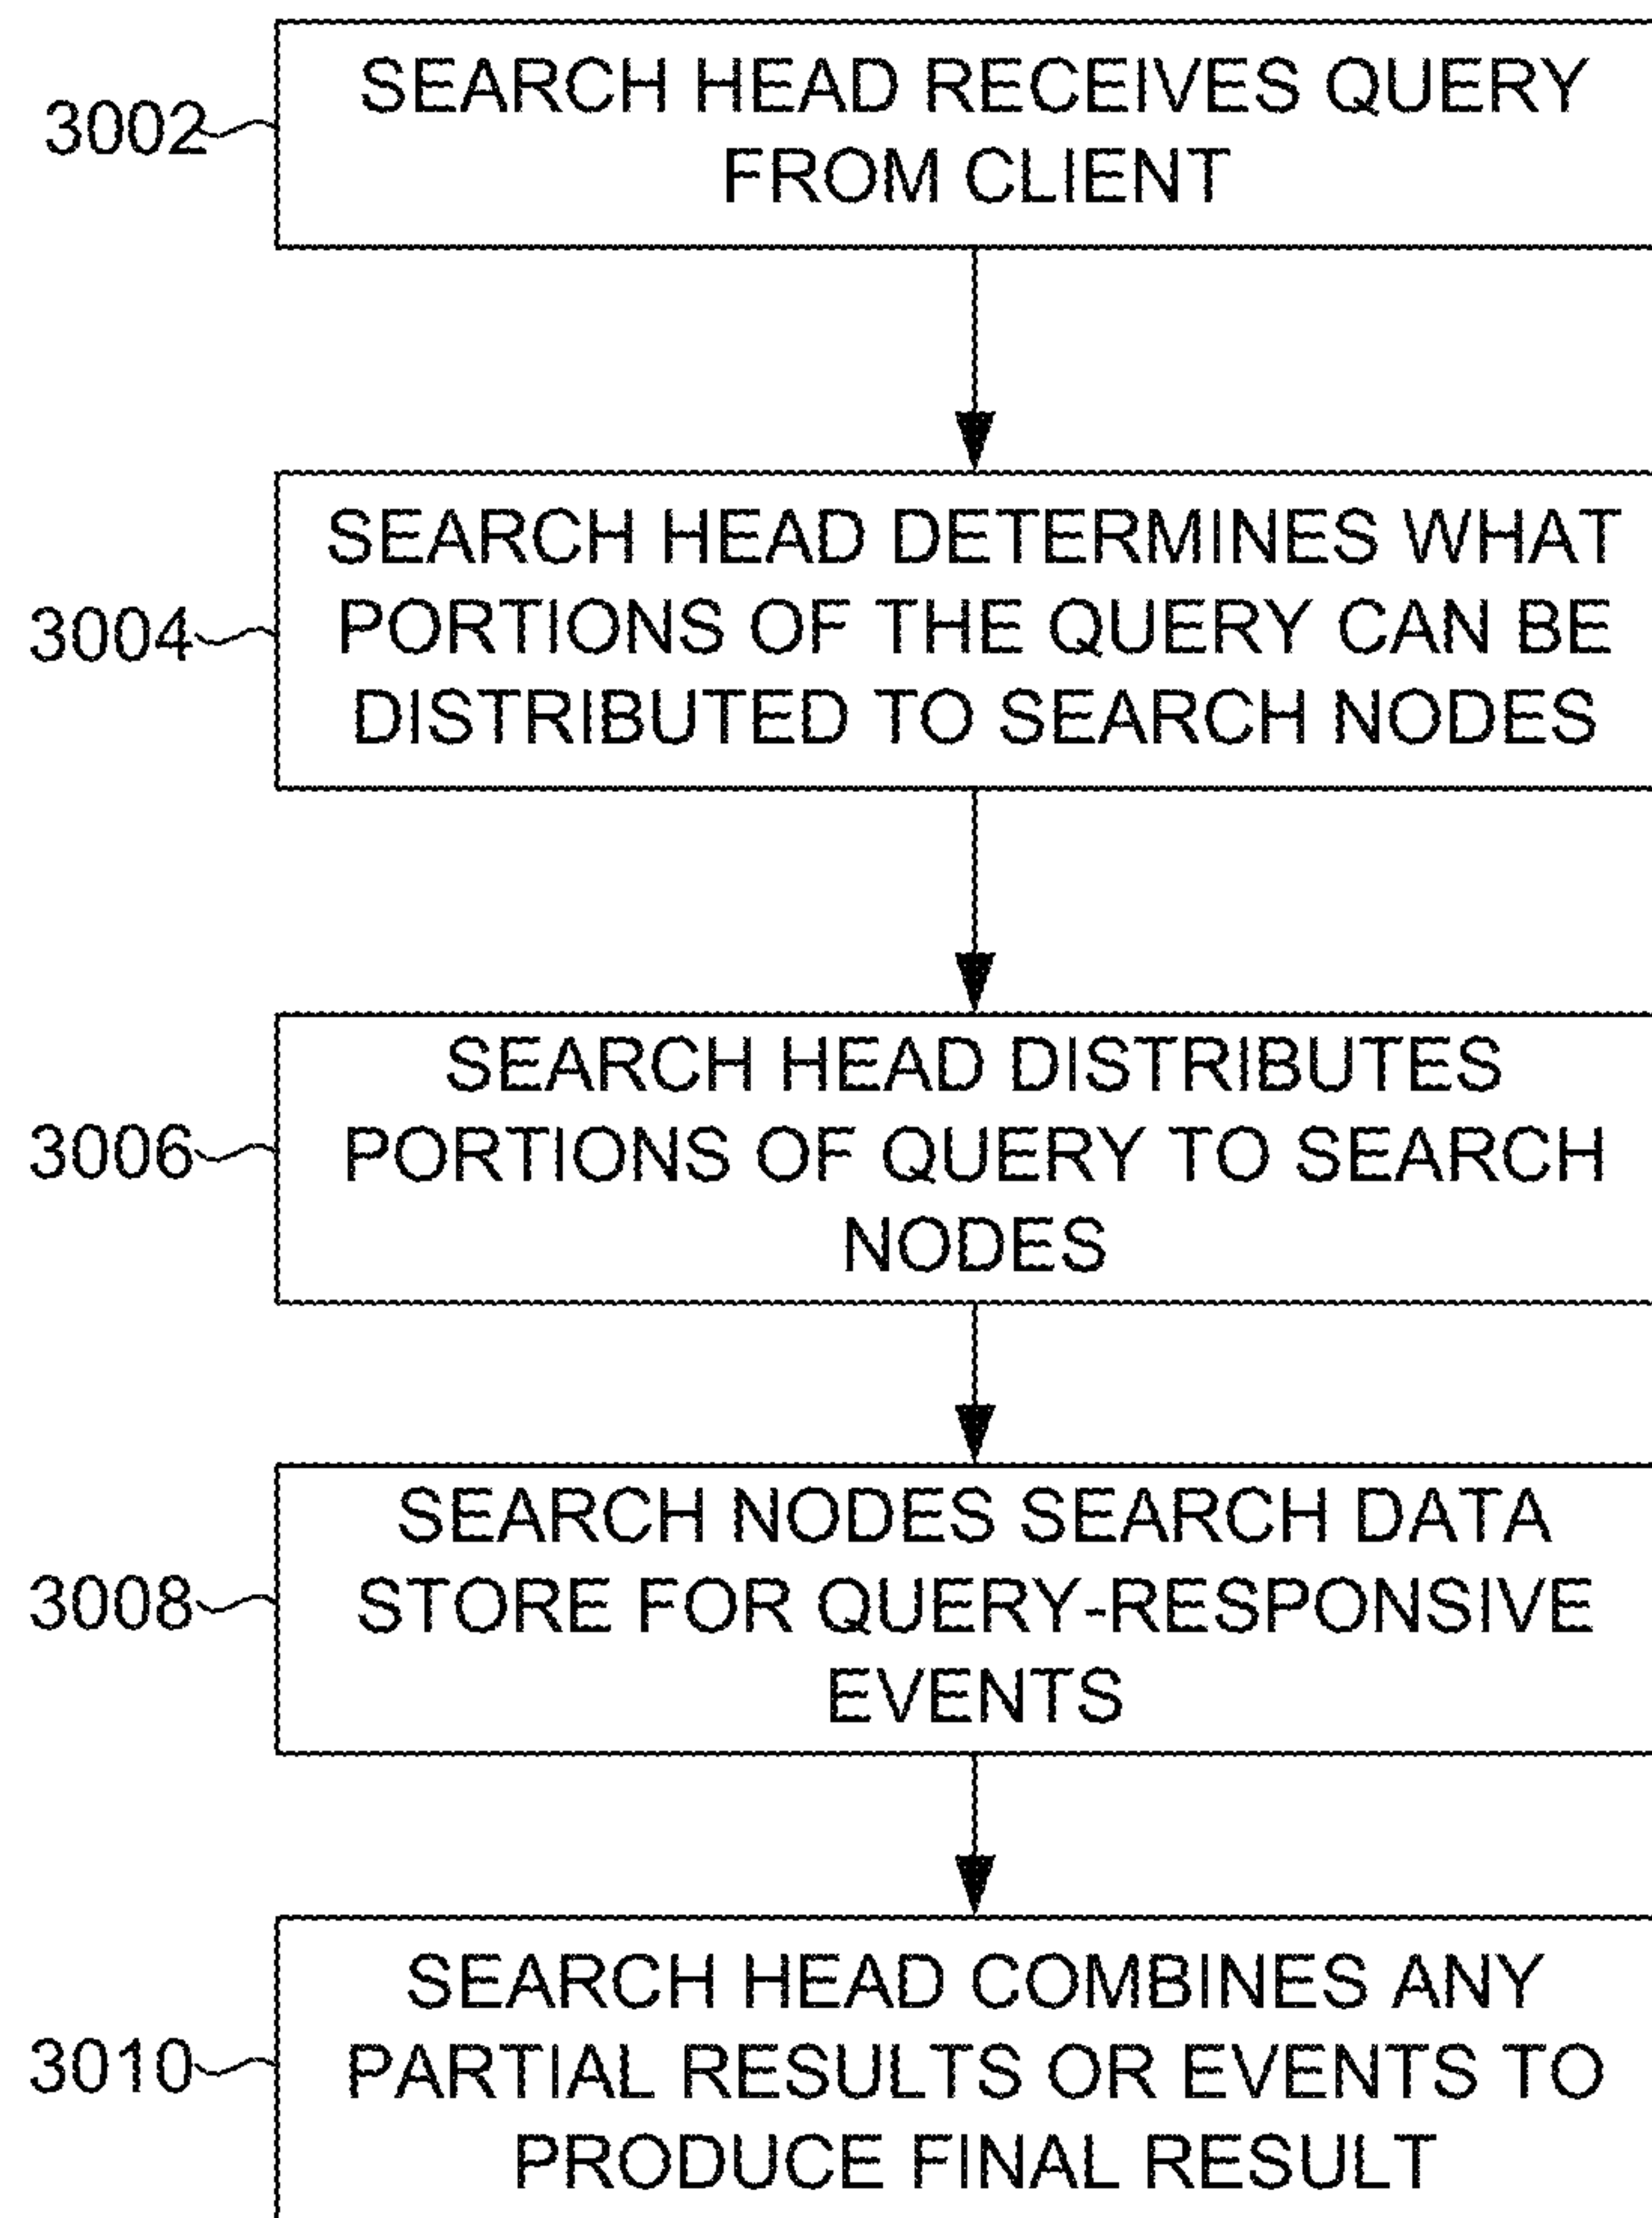 3002
SEARCH HEAD RECEIVES QUERY
FROM CLIENT
3004
SEARCH HEAD DETERMINES WHAT
PORTIONS OF THE QUERY CAN BE
DISTRIBUTED TO SEARCH NODES
3006
SEARCH HEAD DISTRIBUTES
PORTIONS OF QUERY TO SEARCH
NODES
3008
SEARCH NODES SEARCH DATA
STORE FOR QUERY-RESPONSIVE
EVENTS
3010
SEARCH HEAD COMBINES ANY
PARTIAL RESULTS OR EVENTS TO
PRODUCE FINAL RESULT